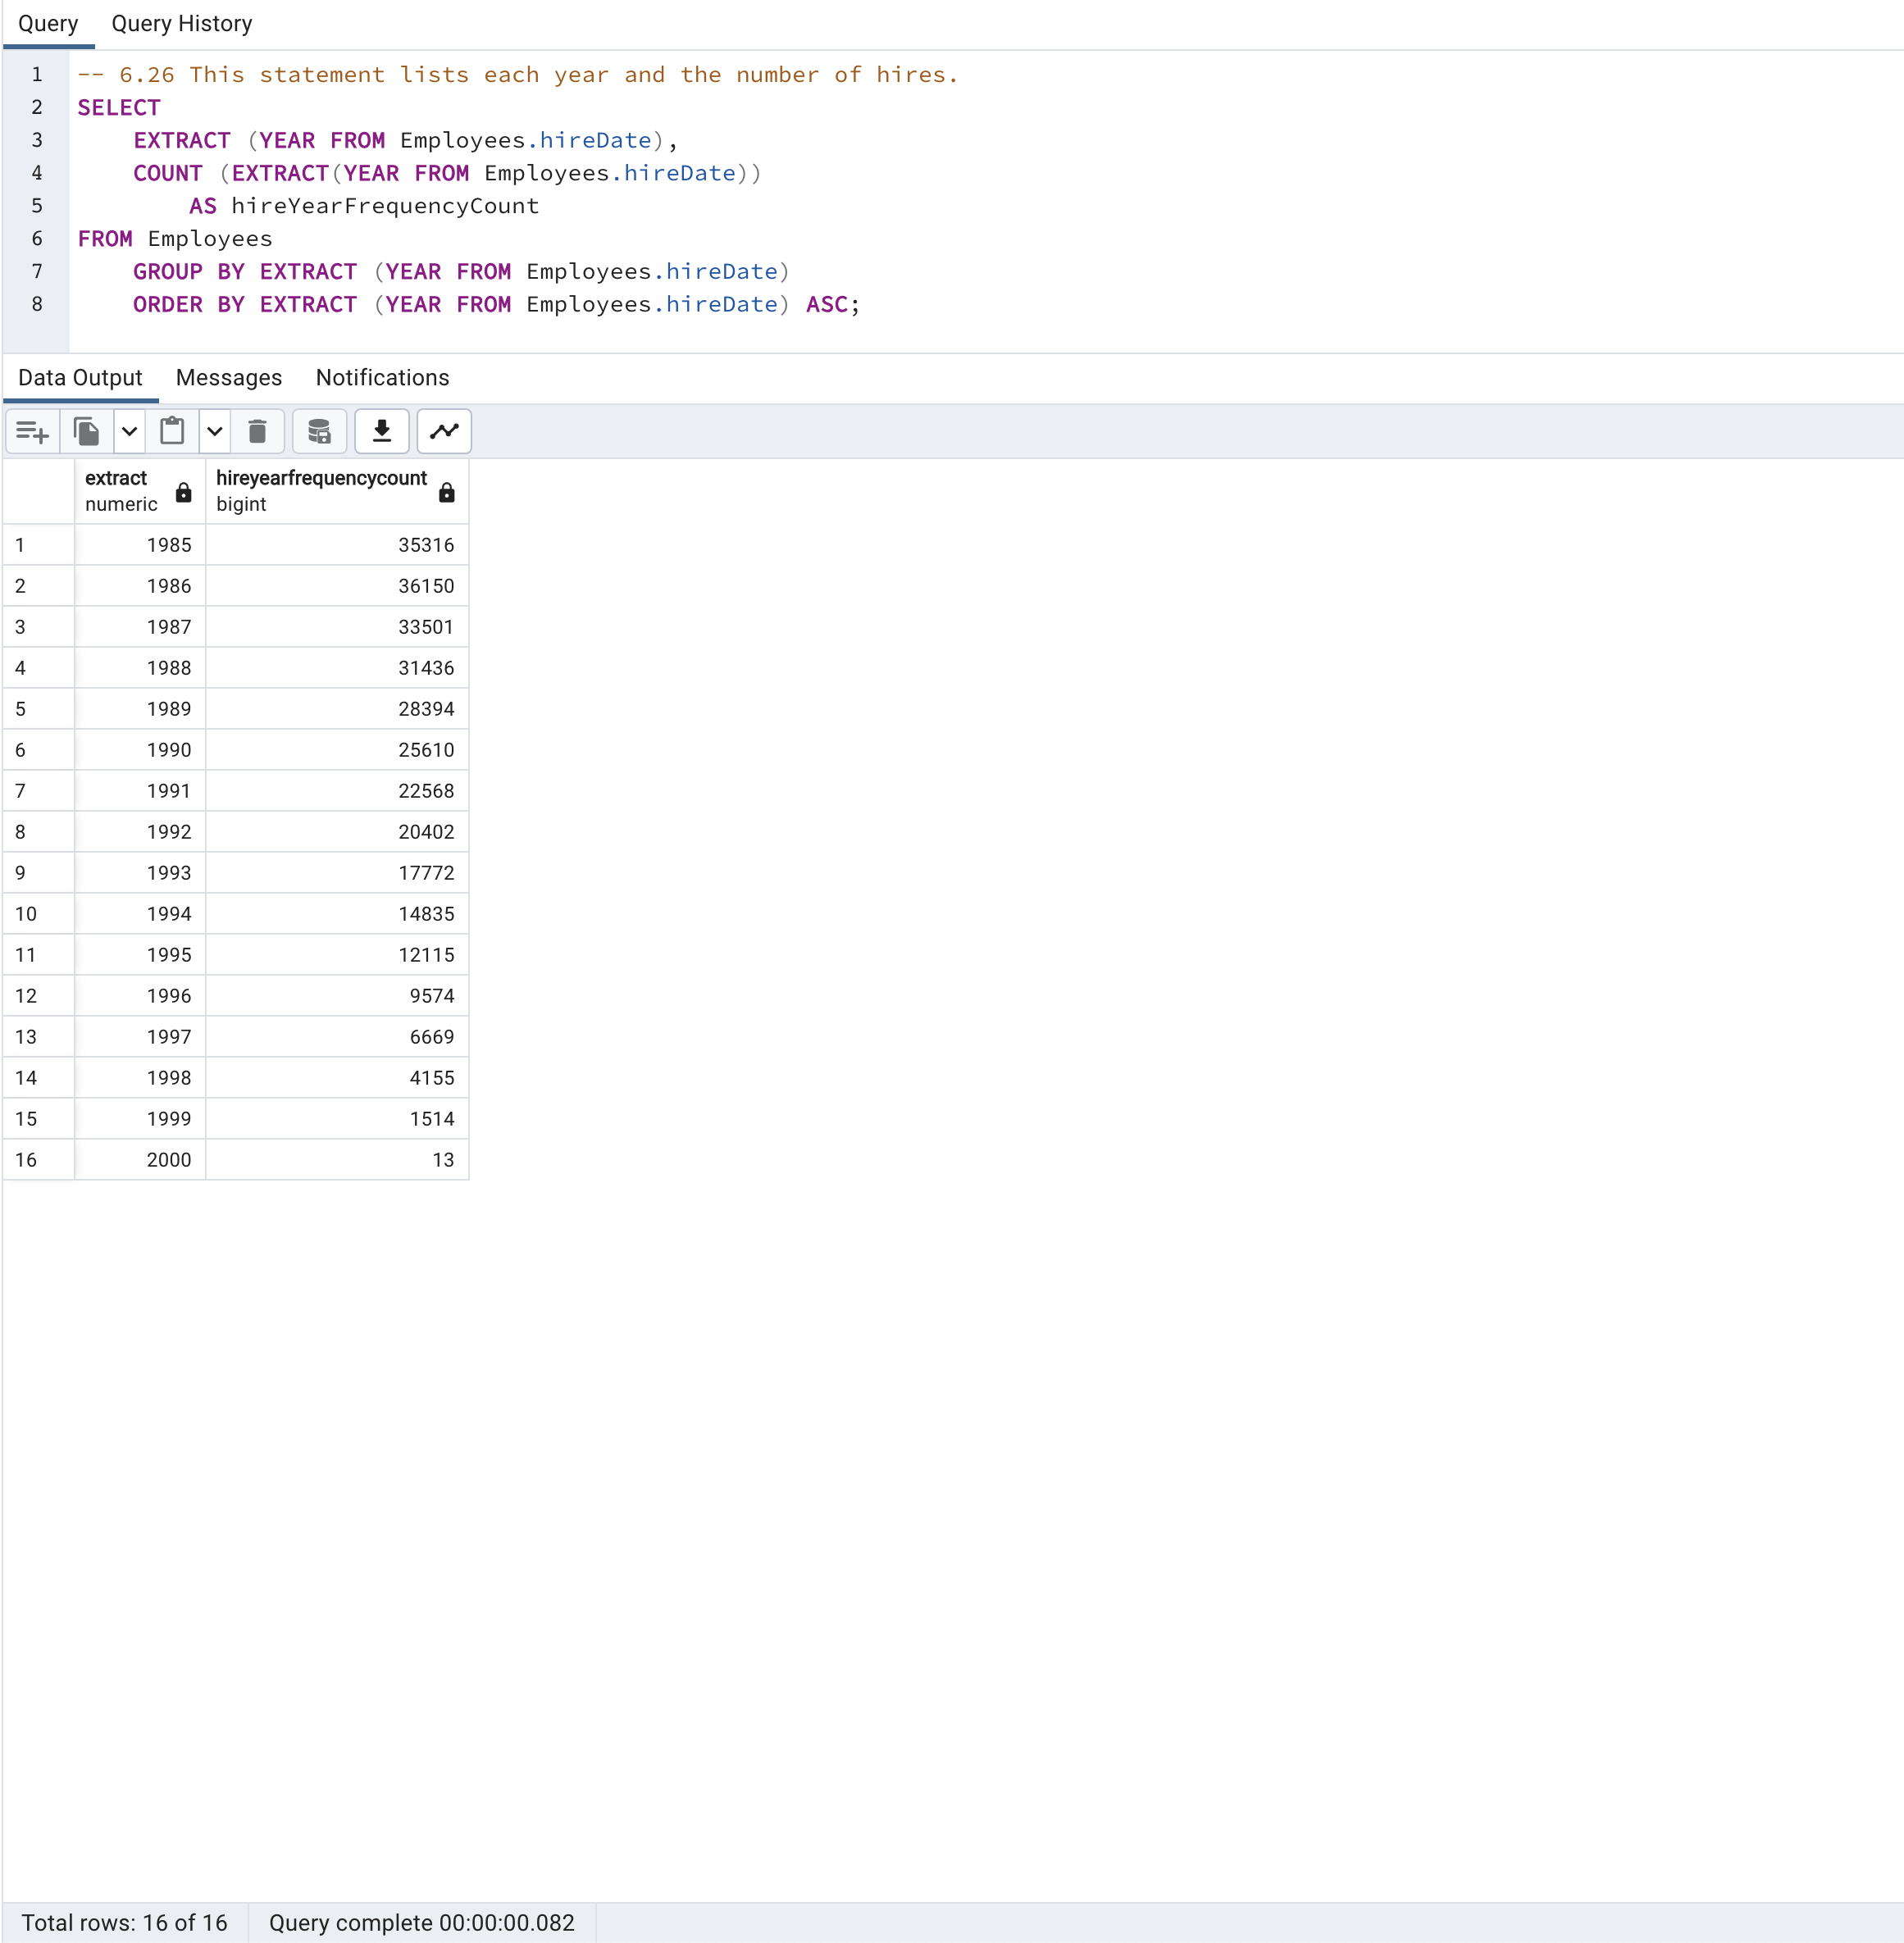 Query Query History
1 -- 6.26 This statement lists each year and the number of hires.
2 SELECT
3 EXTRACT (YEAR FROM Employees.hireDate),
4 COUNT (EXTRACT(YEAR FROM Employees.hireDate))
5 AS hireYearFrequencyCount
6 FROM Employees
7 GROUP BY EXTRACT (YEAR FROM Employees.hireDate)
8 ORDER BY EXTRACT (YEAR FROM Employees.hireDate) ASC;
Data Output Messages Notifications
extract hireyearfrequencycount
numeric bigint
1 1985 35316
2 1986 36150
3 1987 33501
4 1988 31436
5 1989 28394
6 1990 25610
7 1991 22568
8 1992 20402
9 1993 17772
10 1994 14835
11 1995 12115
12 1996 9574
13 1997 6669
14 1998 4155
15 1999 1514
16 2000 13
Total rows: 16 of 16 Query complete 00:00:00.082